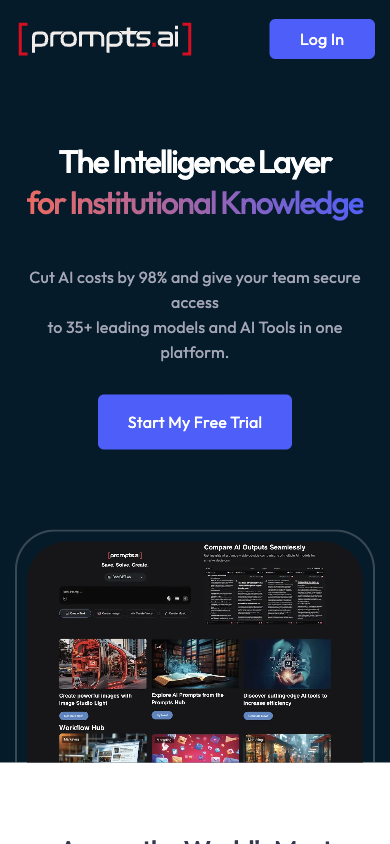 [prompts.ai]
Log In
The Intelligence Layer
for Institutional Knowledge
Cut AI costs by 98% and give your team secure
access
to 35+ leading models and AI Tools in one
platform.
Start My Free Trial
[prompts.ai]
Save. Solve. Create.
Compare AI Outputs Seamlessly
Create powerful images with
Image Studio Light
Explore AI Prompts from the
Prompts Hub
Discover cutting-edge AI tools to
increase efficiency
Workflow Hub
Marketing